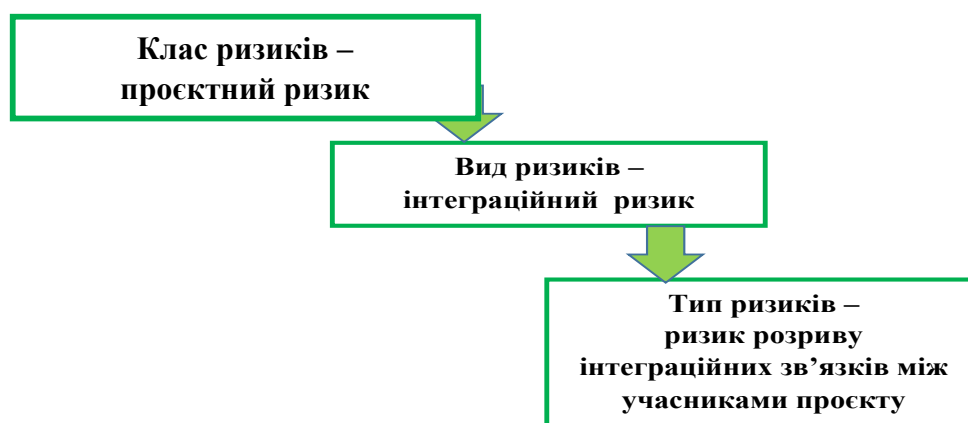 Клас ризиків –
проєктний ризик
Вид ризиків –
інтеграційний ризик
Тип ризиків –
ризик розриву
інтеграційних зв’язків між
учасниками проєкту